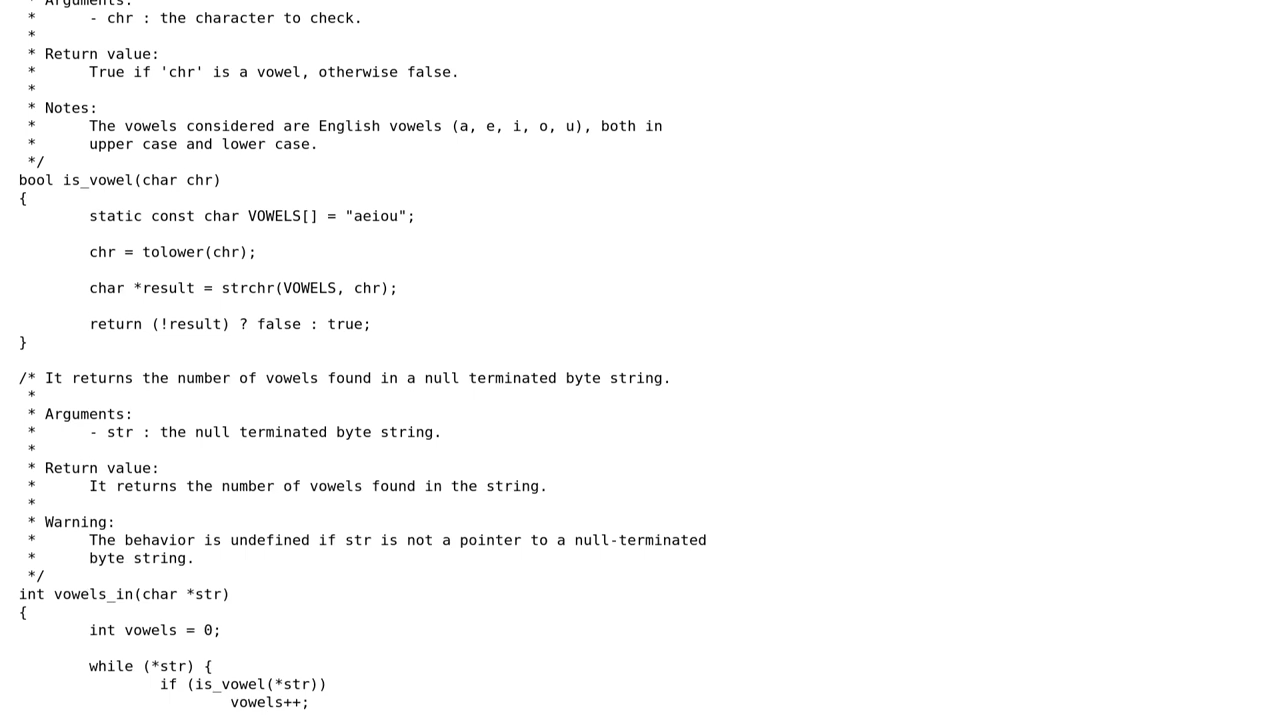 * Arguments:
 *      - chr : the character to check.
 *
 * Return value:
 *      True if 'chr' is a vowel, otherwise false.
 *
 * Notes:
 *      The vowels considered are English vowels (a, e, i, o, u), both in
 *      upper case and lower case.
 */
bool is_vowel(char chr)
{
        static const char VOWELS[] = "aeiou";

        chr = tolower(chr);

        char *result = strchr(VOWELS, chr);

        return (!result) ? false : true;
}

/* It returns the number of vowels found in a null terminated byte string.
 *
 * Arguments:
 *      - str : the null terminated byte string.
 *
 * Return value:
 *      It returns the number of vowels found in the string.
 *
 * Warning:
 *      The behavior is undefined if str is not a pointer to a null-terminated
 *      byte string.
 */
int vowels_in(char *str)
{
        int vowels = 0;

        while (*str) {
                if (is_vowel(*str))
                        vowels++;